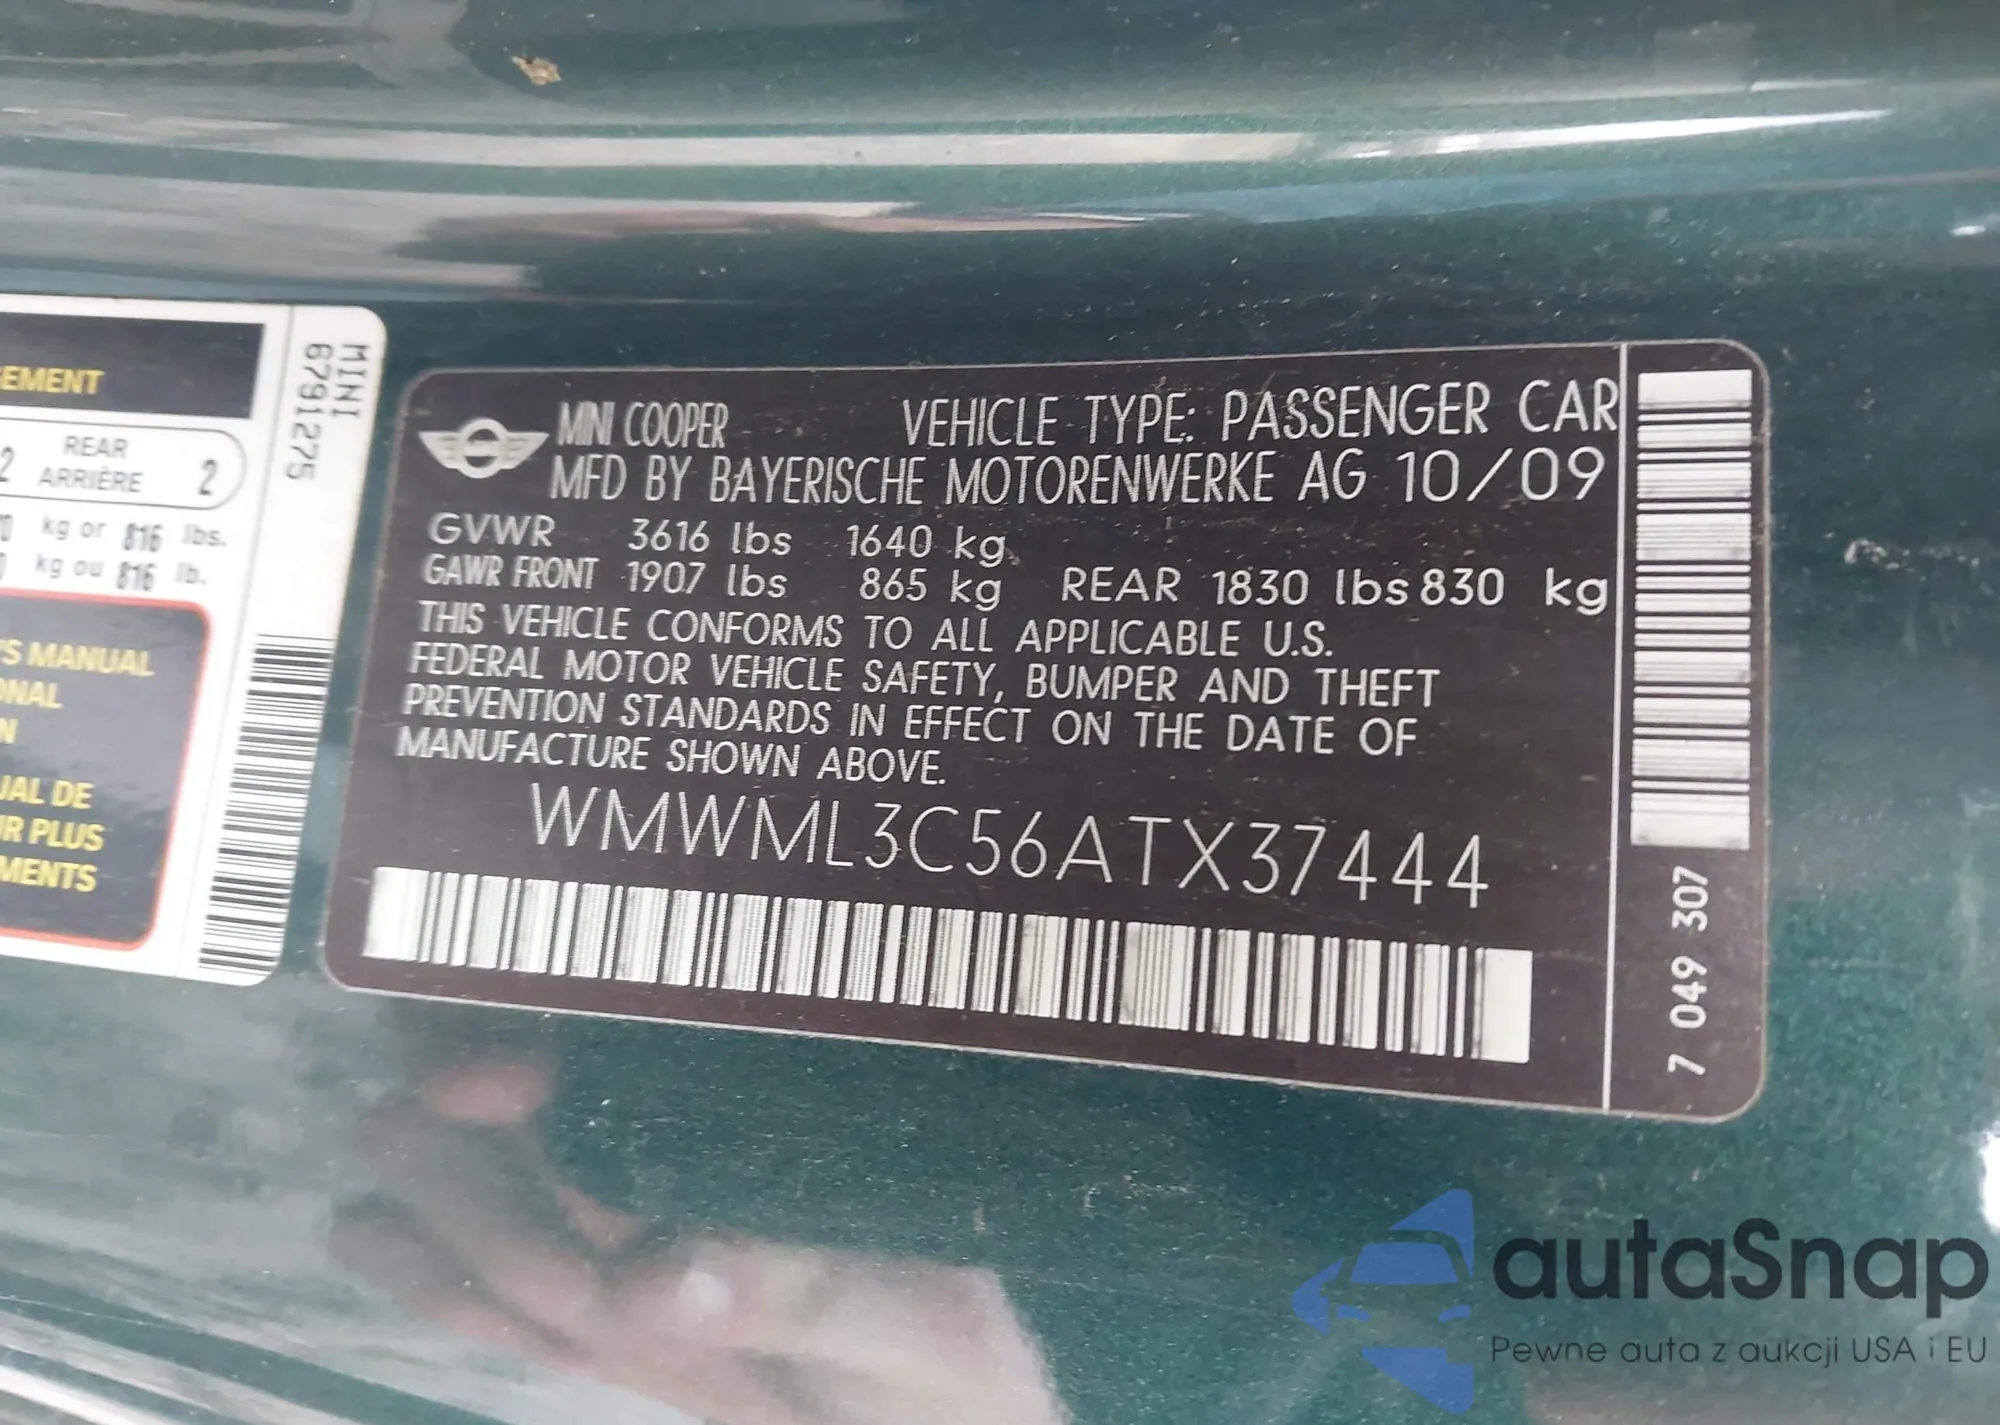 EMENT
2 REAR ARRIÈRE 2
kg or 816 lbs.
kg ou 816 lb.
'S MANUAL
ONAL
N
UAL DE
R PLUS
MENTS
MINI
6791275
MINI COOPER VEHICLE TYPE: PASSENGER CAR
MFD BY BAYERISCHE MOTORENWERKE AG 10/09
GVWR 3616 lbs 1640 kg
GAWR FRONT 1907 lbs 865 kg REAR 1830 lbs 830 kg
THIS VEHICLE CONFORMS TO ALL APPLICABLE U.S.
FEDERAL MOTOR VEHICLE SAFETY, BUMPER AND THEFT
PREVENTION STANDARDS IN EFFECT ON THE DATE OF
MANUFACTURE SHOWN ABOVE.
WMWML3C56ATX37444
7 049 307
autaSnap
Pewne auta z aukcji USA i EU